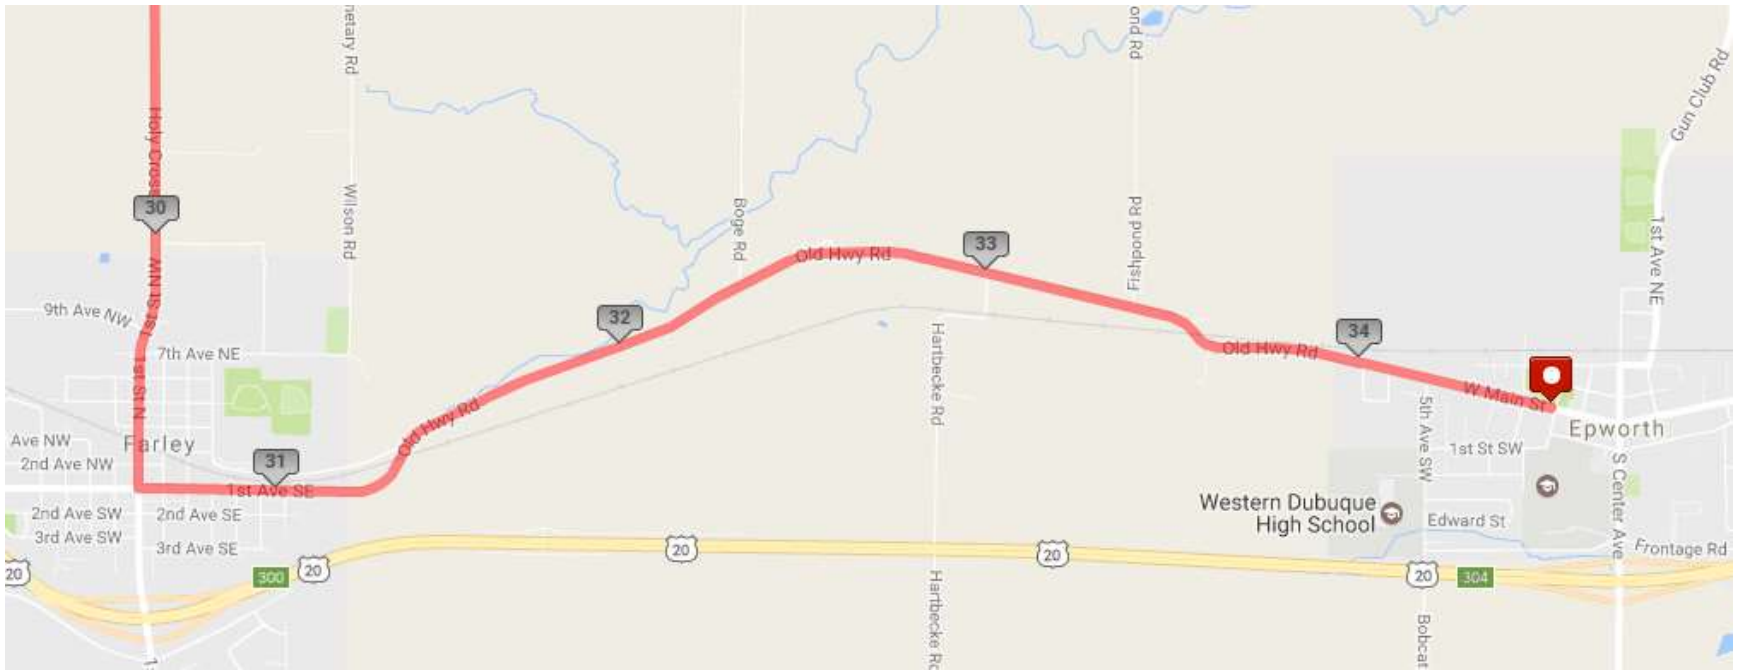 netary Rd
ond Rd
Gun Club Rd
Holy Cross
30
Wilson Rd
Boge Rd
Fishpond Rd
1st Ave NE
33
Old Hwy Rd
1st St NW
9th Ave NW
32
34
7th Ave NE
Old Hwy Rd
Hartbecke Rd
1st St N
W Main St
Old Hwy Rd
5th Ave SW
Epworth
Ave NW
Farley
2nd Ave NW
31
1st St SW
S Center Ave
1st Ave SE
2nd Ave SW
2nd Ave SE
Western Dubuque
High School
Edward St
3rd Ave SW
3rd Ave SE
Frontage Rd
20
300
20
20
20
20
304
Hartbecke Rd
Bobcat